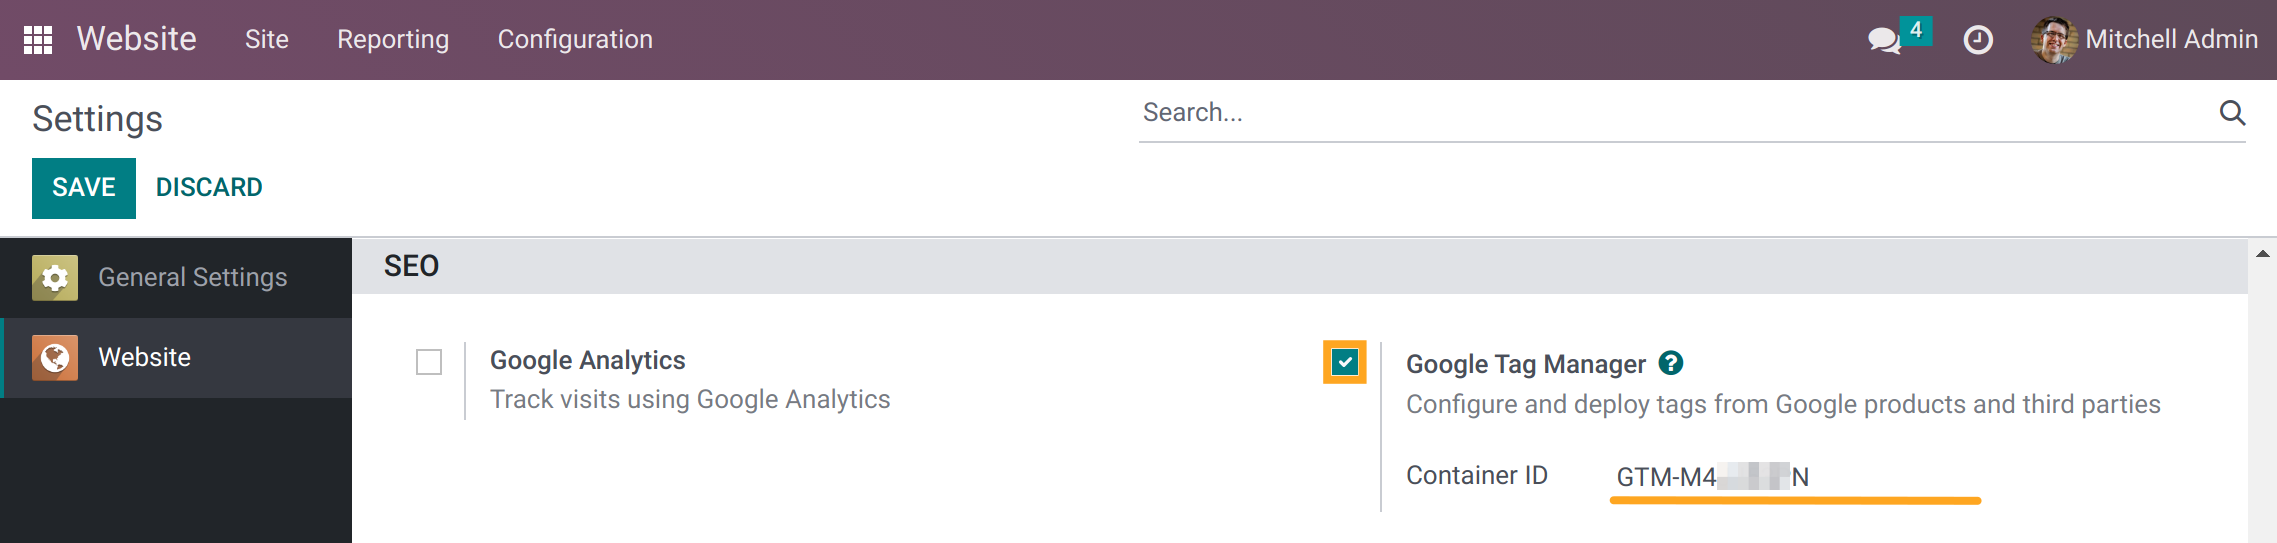 Website Site Reporting Configuration 4 Mitchell Admin
Settings Search...
SAVE DISCARD
General Settings
Website
SEO
Google Analytics
Track visits using Google Analytics
Google Tag Manager ?
Configure and deploy tags from Google products and third parties
Container ID GTM-M4 N